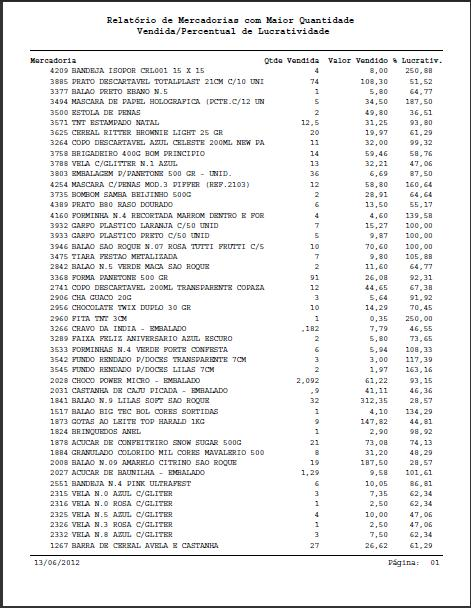 Relatório de Mercadorias com Maior Quantidade
Vendida/Percentual de Lucratividade
Mercadoria Qtde Vendida Valor Vendido % Lucrativ.
4209 BANDEJA ISOPOR CRL001 15 X 15 4 8,00 250,88
3885 PRATO DESCARTAVEL TOTALPLAST 21CM C/10 UNI 74 108,30 51,52
3377 BALAO PRETO EBANO N.5 1 5,80 64,77
3494 MASCARA DE PAPEL HOLOGRAFICA (PCTE.C/12 UN 5 34,50 187,50
3500 ESTOLA DE PENAS 2 49,80 36,51
3571 TNT ESTAMPADO NATAL 12,5 31,25 93,80
3625 CEREAL RITTER BROWNIE LIGHT 25 GR 20 19,97 61,29
3264 COPO DESCARTAVEL AZUL CELESTE 200ML NEW PA 11 32,00 99,32
3758 BRIGADEIRO 400G BOM PRINCIPIO 14 59,46 58,76
3788 VELA C/GLITTER N.1 AZUL 13 32,21 47,06
3803 EMBALAGEM P/PANETONE 500 GR - UNID. 36 6,69 87,50
4254 MASCARA C/PENAS MOD.3 PIFFER (REF.2103) 12 58,80 160,64
3735 BOMBOM SAMBA BEIJINHO 500G 2 28,91 64,64
4389 PRATO B80 RASO DOURADO 6 13,50 55,17
4160 FORMINHA N.4 RECORTADA MARROM DENTRO E FOR 4 4,60 139,58
3932 GARFO PLASTICO LARANJA C/50 UNID 7 15,27 100,00
3933 GARFO PLASTICO PRETO C/50 UNID 5 9,87 100,00
3946 BALAO SAO ROQUE N.07 ROSA TUTTI FRUTTI C/5 10 70,60 100,00
3475 TIARA FESTAO METALIZADA 7 9,80 105,88
2842 BALAO N.5 VERDE MACA SAO ROQUE 2 11,60 64,77
3368 FORMA PANETONE 500 GR 91 26,08 92,31
2741 COPO DESCARTAVEL 200ML TRANSPARENTE COPAZA 12 44,65 67,38
2906 CHA GUACO 20G 3 5,64 91,92
2956 CHOCOLATE TWIX DUPLO 30 GR 10 14,29 70,45
2960 FITA TNT 3CM 1 0,35 250,00
3266 CRAVO DA INDIA - EMBALADO ,182 7,79 46,55
3289 FAIXA FELIZ ANIVERSARIO AZUL ESCURO 2 5,80 73,65
3533 FORMINHAS N.4 VERDE FORTE CONFESTA 6 5,94 108,33
3542 FUNDO RENDADO P/DOCES TRANSPARENTE 7CM 3 3,00 117,39
3545 FUNDO RENDADO P/DOCES LILAS 7CM 2 1,97 163,16
2028 CHOCO POWER MICRO - EMBALADO 2,092 61,22 93,15
2031 CASTANHA DE CAJU PICADA - EMBALADO ,9 41,11 46,36
1841 BALAO N.9 LILAS SOFT SAO ROQUE 32 312,35 28,57
1517 BALAO BIG TEC BOL CORES SORTIDAS 1 4,10 134,29
1873 GOTAS AO LEITE TOP HARALD 1KG 9 147,82 44,81
1824 BRINQUEDOS ANEL 1 2,90 98,92
1878 ACUCAR DE CONFEITEIRO SNOW SUGAR 500G 21 73,08 74,13
1884 GRANULADO COLORIDO MIL CORES MAVALERIO 500 8 31,20 48,29
2008 BALAO N.09 AMARELO CITRINO SAO ROQUE 19 187,50 28,57
2027 ACUCAR DE BAUNILHA - EMBALADO 1,29 9,58 101,61
2551 BANDEJA N.4 PINK ULTRAFEST 6 10,05 86,81
2315 VELA N.0 AZUL C/GLITER 3 7,35 62,34
2316 VELA N.0 ROSA C/GLITER 1 2,50 62,34
2325 VELA N.5 AZUL C/GLITER 4 10,00 47,06
2326 VELA N.3 ROSA C/GLITER 1 2,50 47,06
2332 VELA N.8 AZUL C/GLITER 3 7,50 62,34
1267 BARRA DE CEREAL AVELA E CASTANHA 27 26,62 61,29
13/06/2012 Página: 01